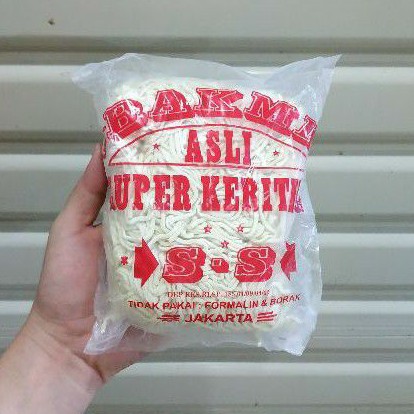 BAKMI
ASLI
SUPER KERITING
S-S
TIDAK PAKAI : FORMALIN & BORAK
JAKARTA